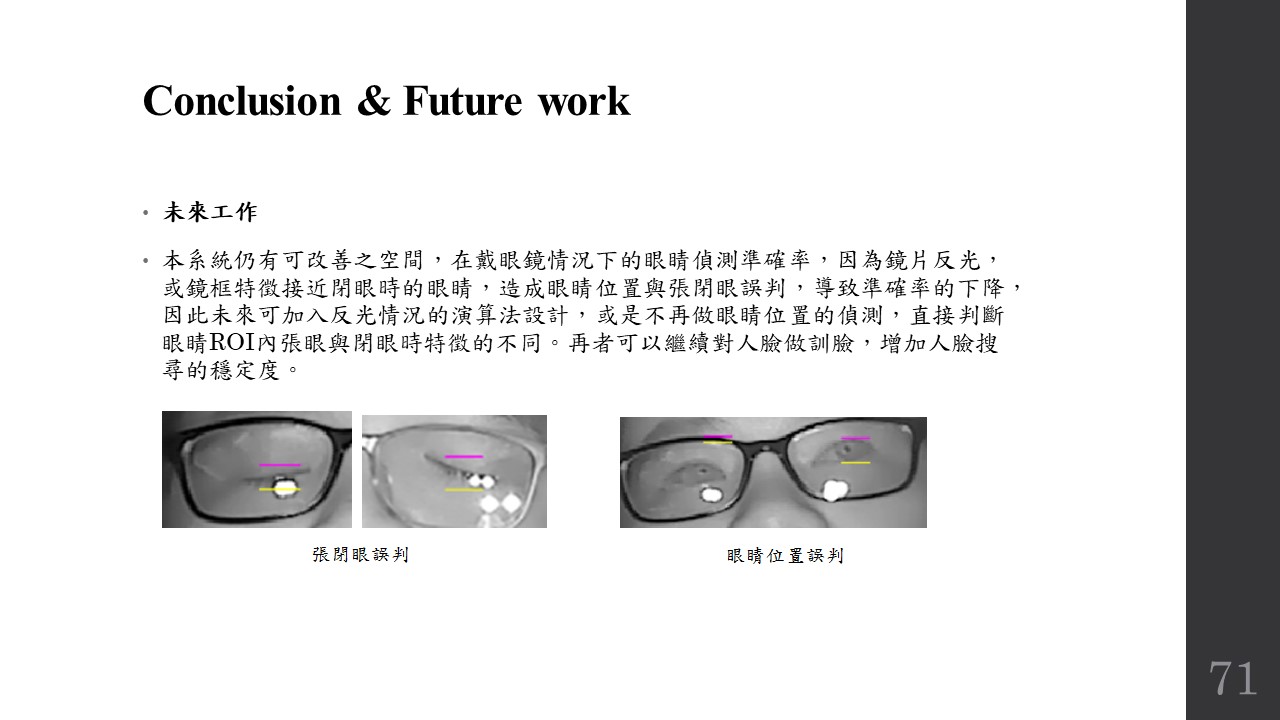 Conclusion & Future work
• 未來工作
• 本系統仍有可改善之空間，在戴眼鏡情況下的眼睛偵測準確率，因為鏡片反光，
或鏡框特徵接近閉眼時的眼睛，造成眼睛位置與張閉眼誤判，導致準確率的下降，
因此未來可加入反光情況的演算法設計，或是不再做眼睛位置的偵測，直接判斷
眼睛ROI內張眼與閉眼時特徵的不同。再者可以繼續對人臉做訓臉，增加人臉搜
尋的穩定度。
張閉眼誤判
眼睛位置誤判
71